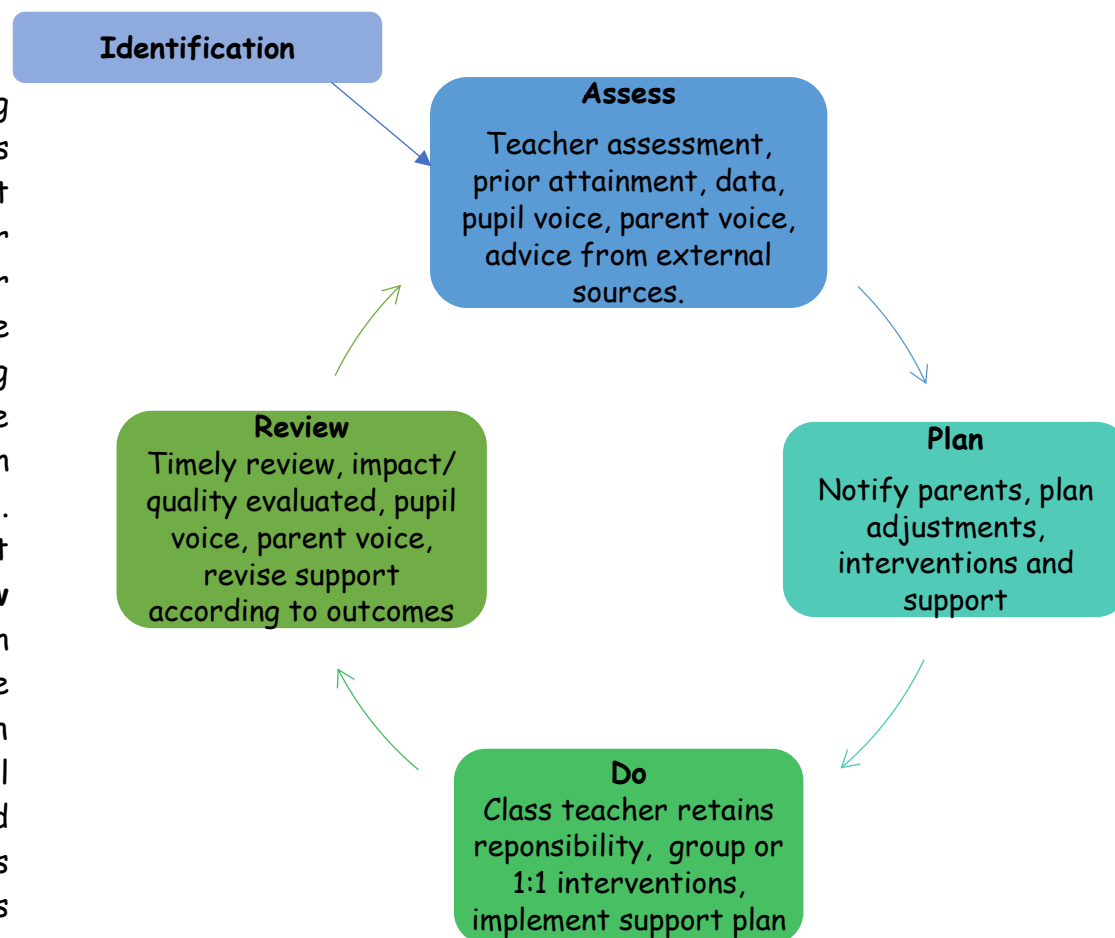 Identification
Assess
Teacher assessment,
prior attainment, data,
pupil voice, parent voice,
advice from external
sources.
Plan
Notify parents, plan
adjustments,
interventions and
support
Do
Class teacher retains
reponsibility, group or
1:1 interventions,
implement support plan
Review
Timely review, impact/
quality evaluated, pupil
voice, parent voice,
revise support
according to outcomes